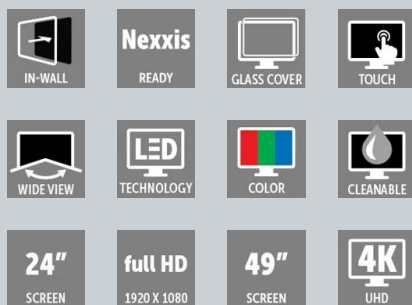 IN-WALL
Nexxis
READY
GLASS COVER
TOUCH
WIDE VIEW
LED
TECHNOLOGY
COLOR
CLEANABLE
24"
SCREEN
full HD
1920 X 1080
49"
SCREEN
4K
UHD